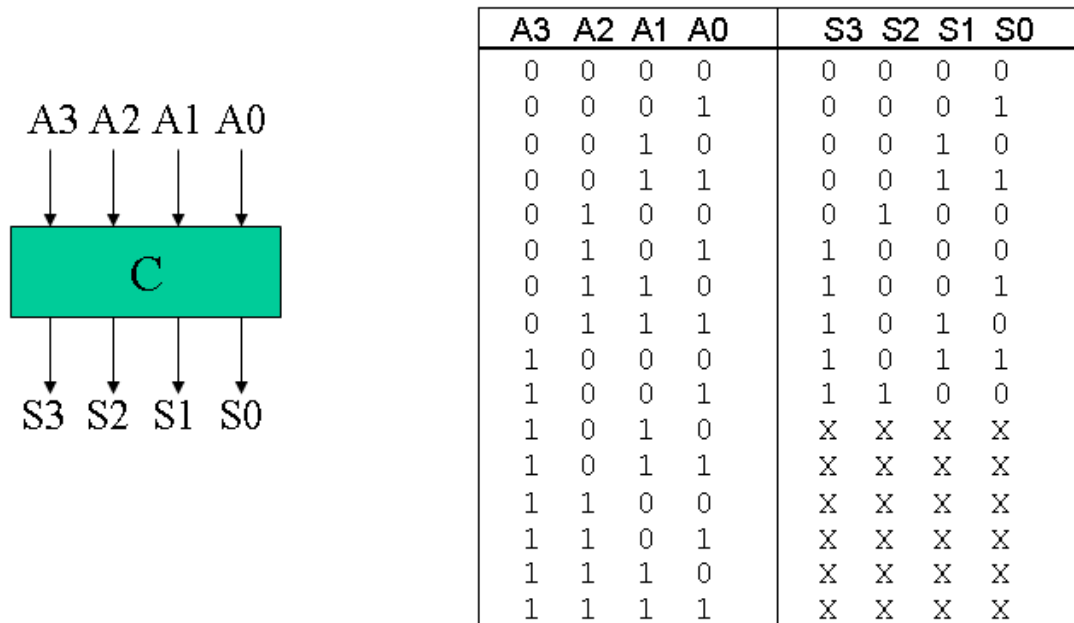 A3 A2 A1 A0
C
S3 S2 S1 S0
A3 A2 A1 A0 S3 S2 S1 S0
0 0 0 0 0 0 0 0
0 0 0 1 0 0 0 1
0 0 1 0 0 0 1 0
0 0 1 1 0 0 1 1
0 1 0 0 0 1 0 0
0 1 0 1 1 0 0 0
0 1 1 0 1 0 0 1
0 1 1 1 1 0 1 0
1 0 0 0 1 0 1 1
1 0 0 1 1 1 0 0
1 0 1 0 X X X X
1 0 1 1 X X X X
1 1 0 0 X X X X
1 1 0 1 X X X X
1 1 1 0 X X X X
1 1 1 1 X X X X